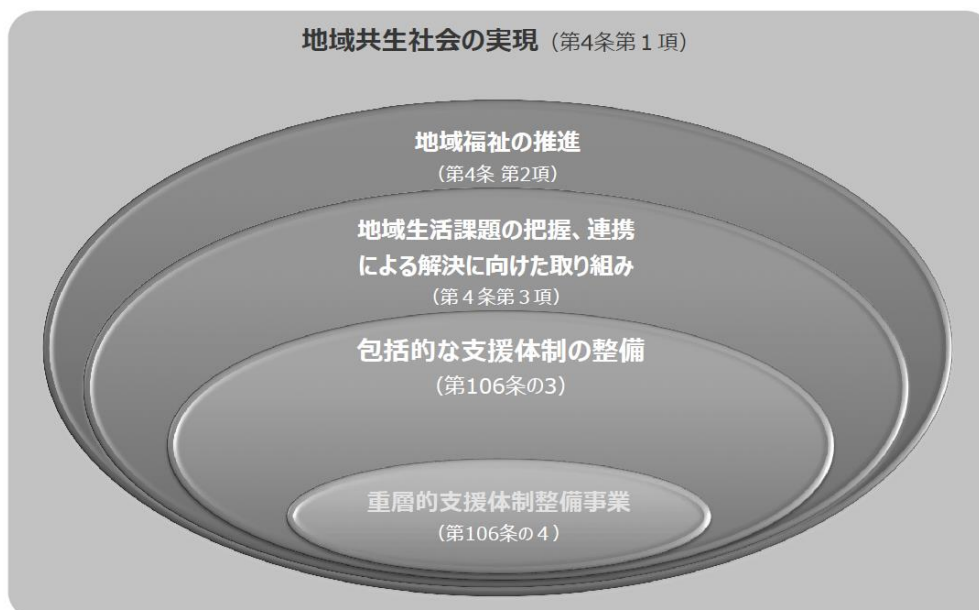 地域共生社会の実現（第4条第１項）
地域福祉の推進
（第4条 第2項）
地域生活課題の把握、連携
による解決に向けた取り組み
（第４条第３項）
包括的な支援体制の整備
（第106条の3）
重層的支援体制整備事業
（第106条の４）